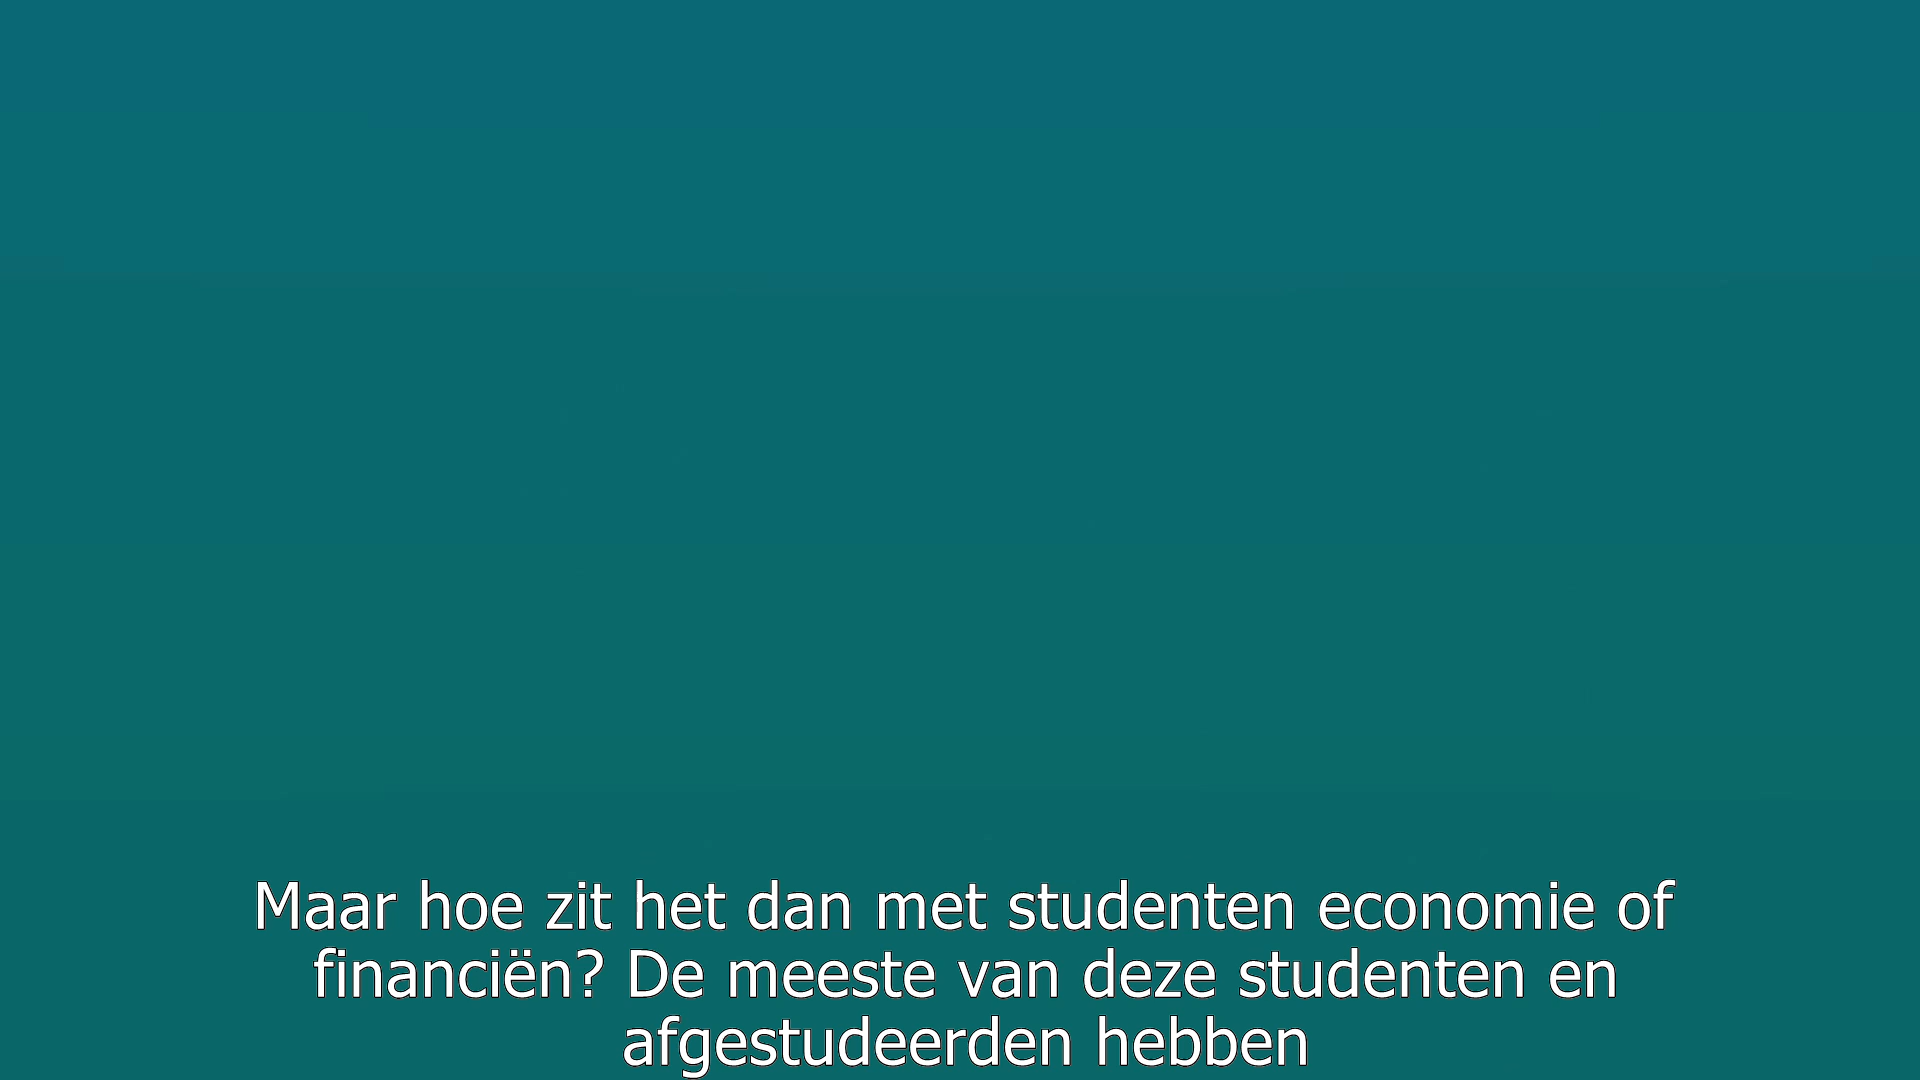 Maar hoe zit het dan met studenten economie of
financiën? De meeste van deze studenten en
afgestudeerden hebben